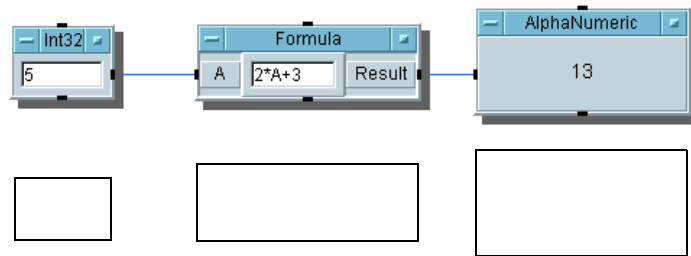 Int32
5
Formula
A
2*A+3
Result
AlphaNumeric
13